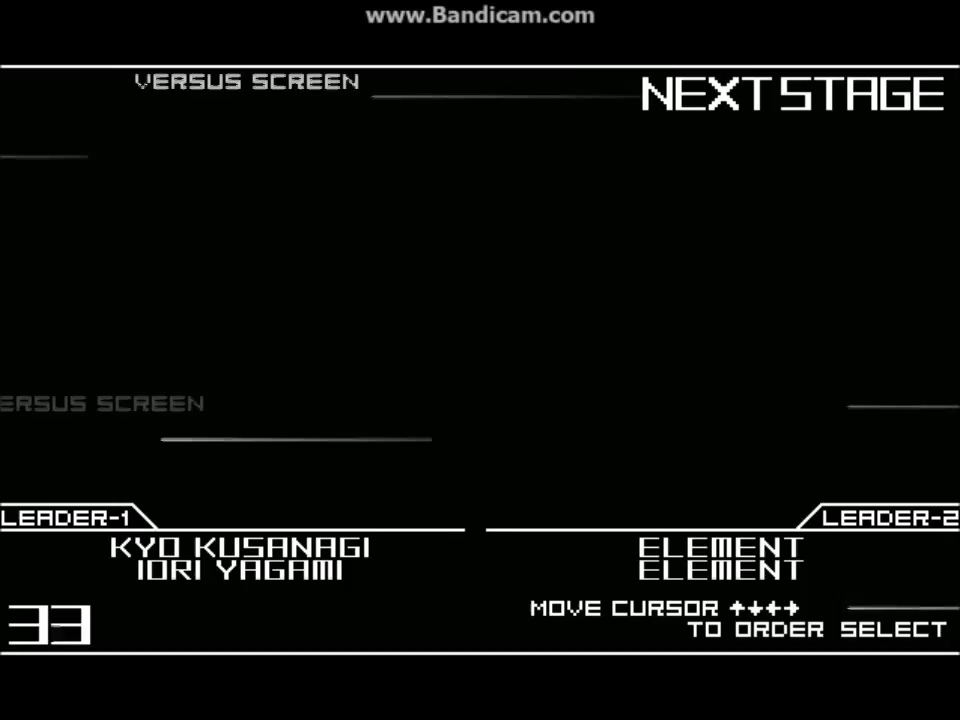 www.Bandicam.com
VERSUS SCREEN
NEXT STAGE
ERSUS SCREEN
LEADER-1
LEADER-2
KYO KUSANAGI
IORI YAGAMI
ELEMENT
ELEMENT
33
MOVE CURSOR ↑↓←→
TO ORDER SELECT